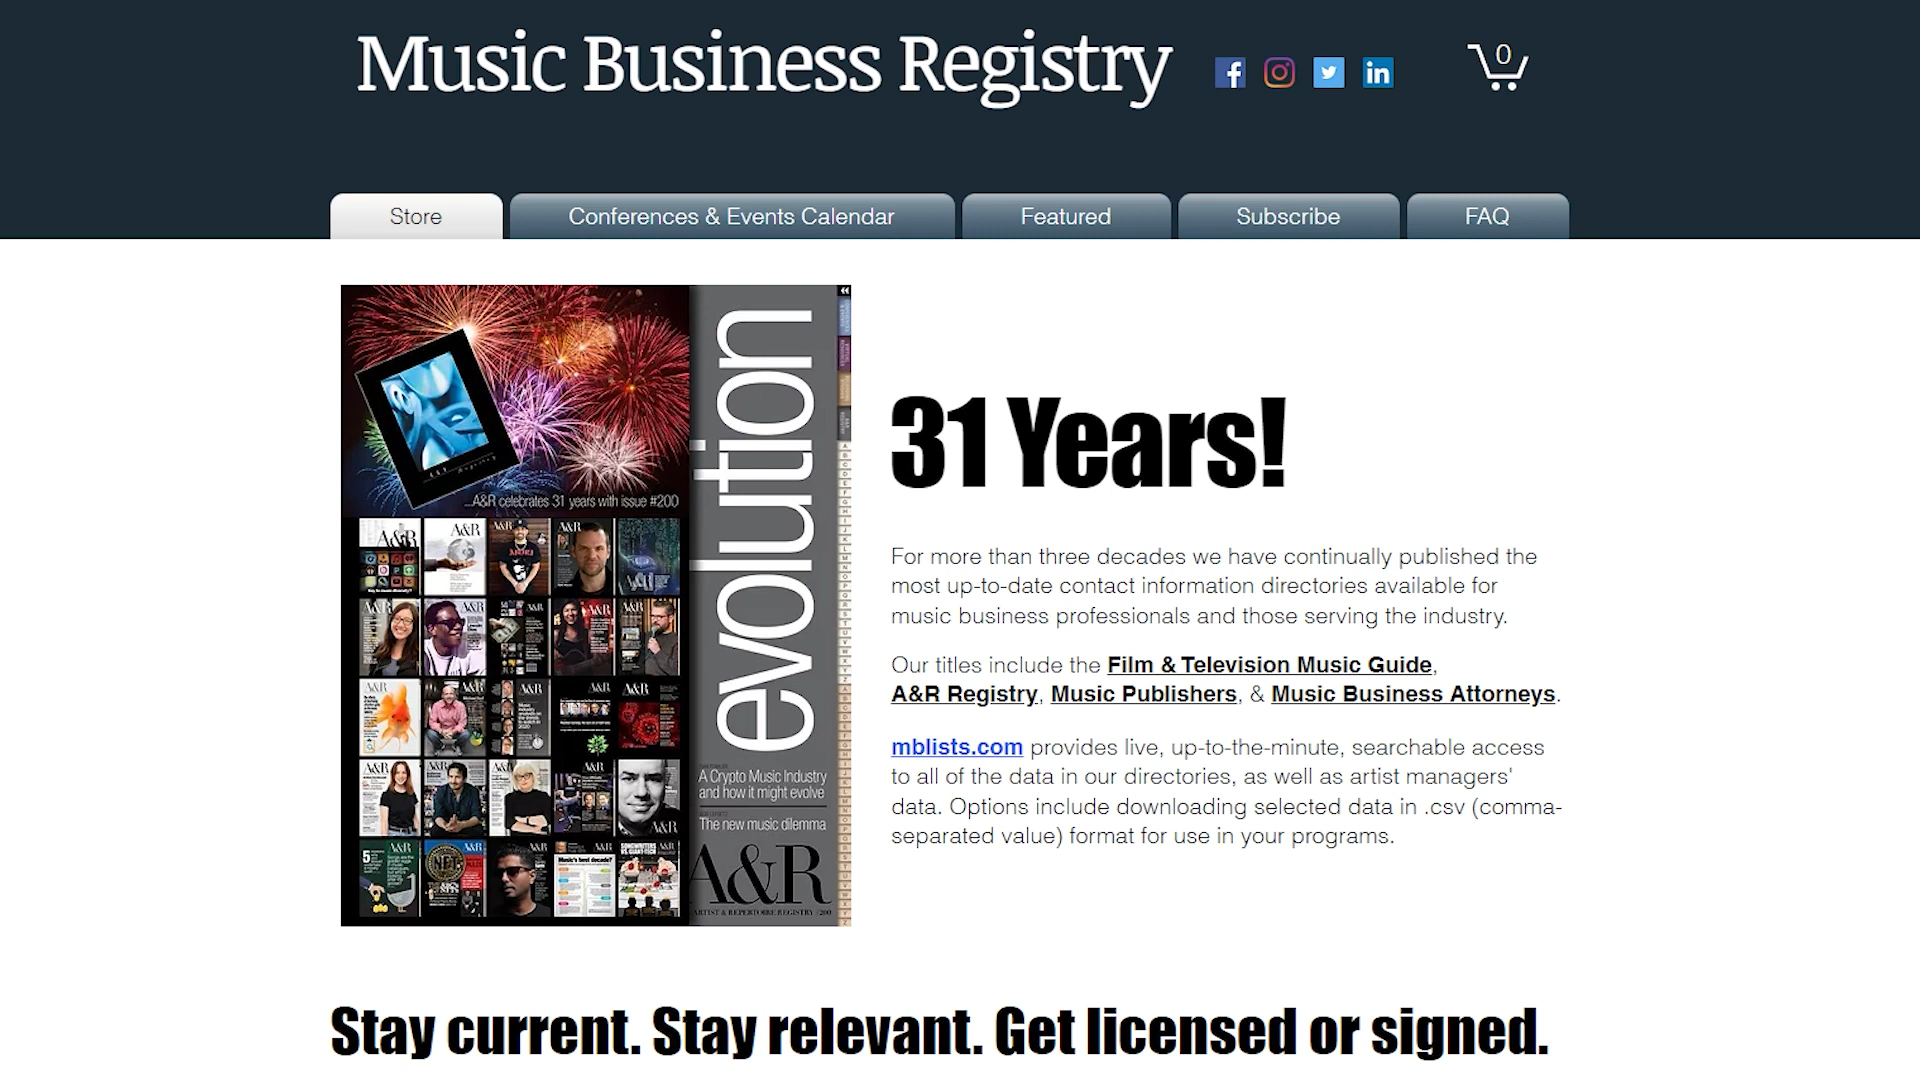 Music Business Registry
0
Store
Conferences & Events Calendar
Featured
Subscribe
FAQ
evolution
...A&R celebrates 31 years with issue #200
A Crypto Music Industry
and how it might evolve
The new music dilemma
A&R
ARTIST & REPERTOIRE REGISTRY #200
31 Years!
For more than three decades we have continually published the
most up-to-date contact information directories available for
music business professionals and those serving the industry.
Our titles include the Film & Television Music Guide,
A&R Registry, Music Publishers, & Music Business Attorneys.
mblists.com provides live, up-to-the-minute, searchable access
to all of the data in our directories, as well as artist managers'
data. Options include downloading selected data in .csv (comma-
separated value) format for use in your programs.
Stay current. Stay relevant. Get licensed or signed.